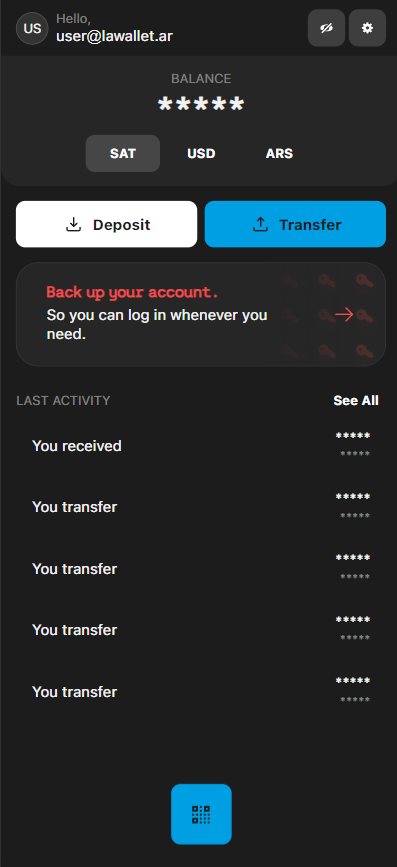 US
Hello,
user@lawallet.ar
BALANCE
*****
SAT
USD
ARS
Deposit
Transfer
Back up your account.
So you can log in whenever you
need.
LAST ACTIVITY
See All
You received
*****
*****
You transfer
*****
*****
You transfer
*****
*****
You transfer
*****
*****
You transfer
*****
*****